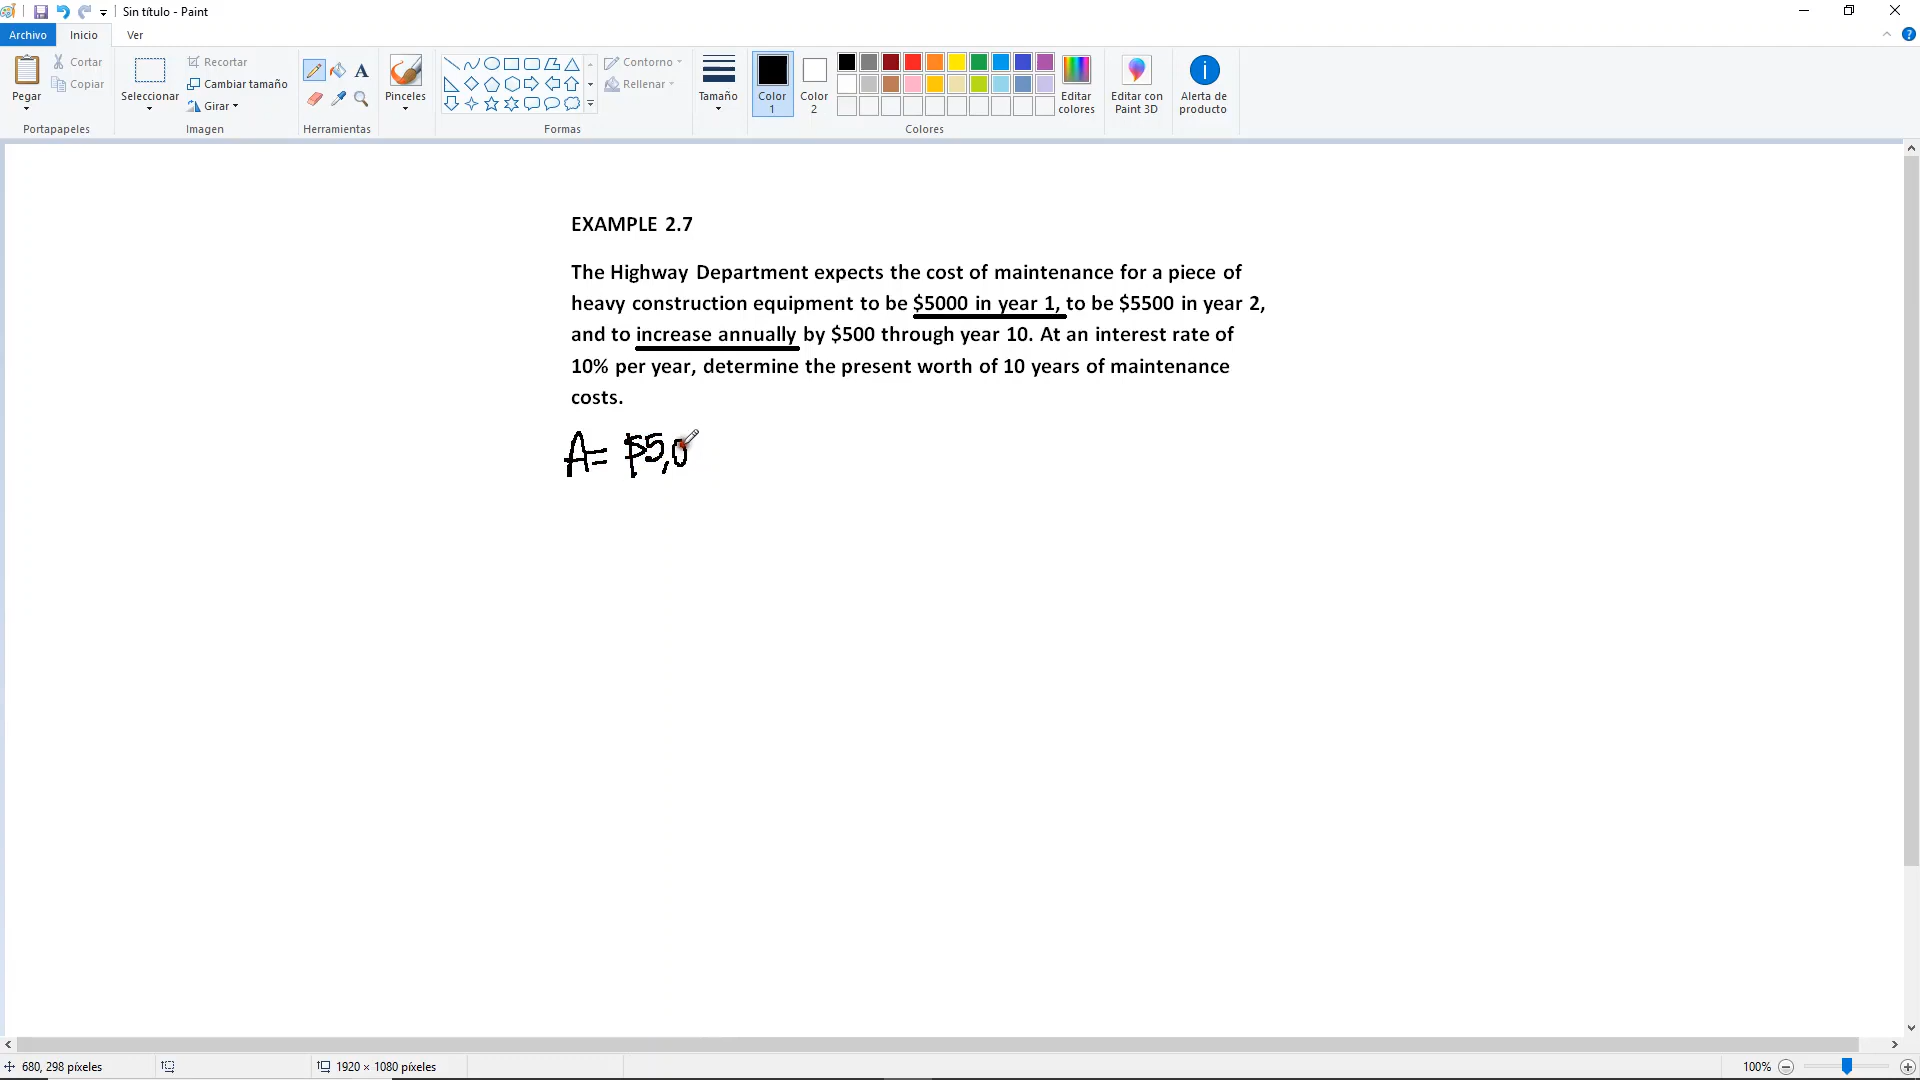 Sin título - Paint
Archivo Inicio Ver
Pegar
Cortar
Copiar
Portapapeles
Seleccionar
Recortar
Cambiar tamaño
Girar
Imagen
A
Herramientas
Pinceles
Formas
Contorno
Rellenar
Tamaño
Color 1
Color 2
Colores
Editar colores
Editar con Paint 3D
Alerta de producto
EXAMPLE 2.7
The Highway Department expects the cost of maintenance for a piece of
heavy construction equipment to be $5000 in year 1, to be $5500 in year 2,
and to increase annually by $500 through year 10. At an interest rate of
10% per year, determine the present worth of 10 years of maintenance
costs.
A= $5,0
680, 298 píxeles
1920 × 1080 píxeles
100%